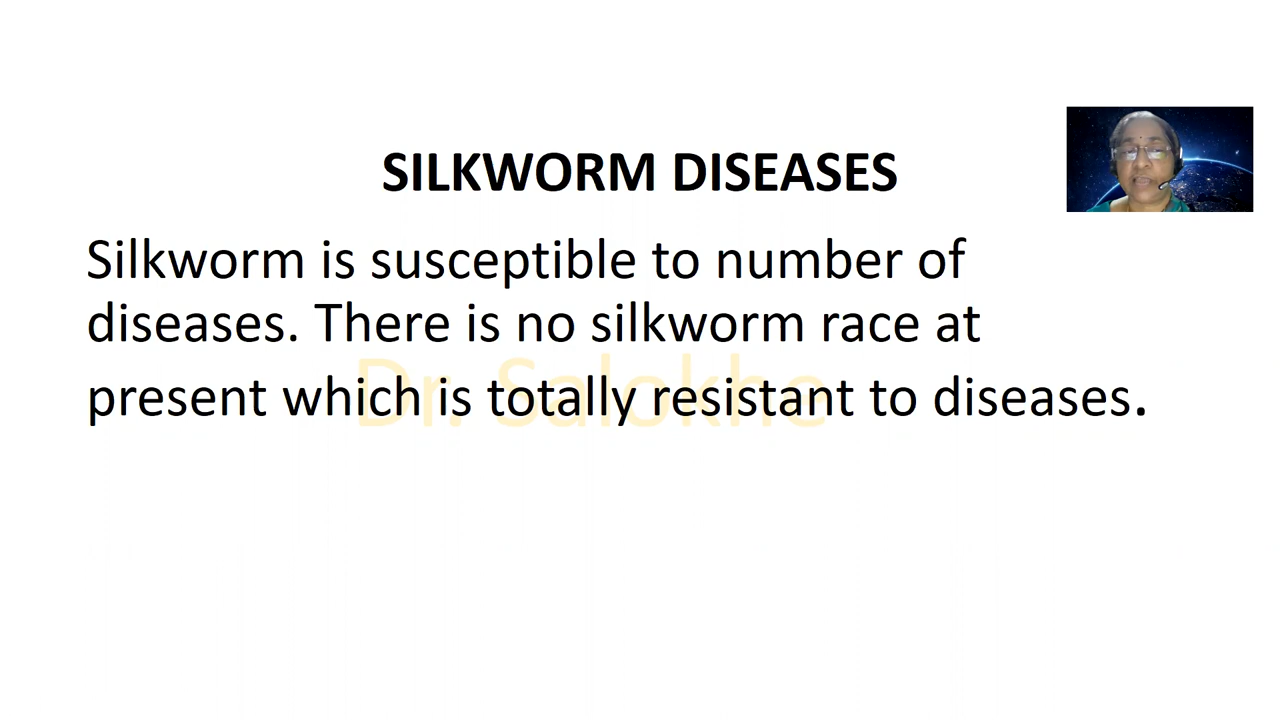 SILKWORM DISEASES
Silkworm is susceptible to number of
diseases. There is no silkworm race at
present which is totally resistant to diseases.
Dr. Salokhe